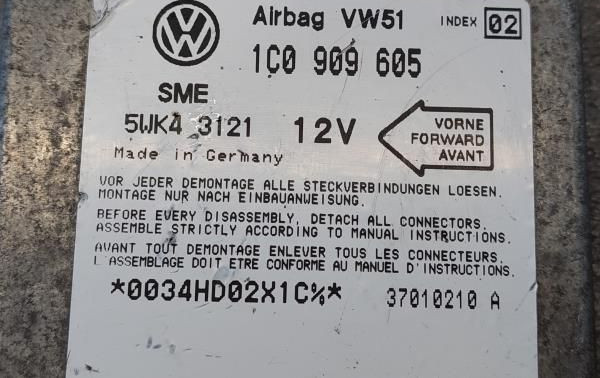 Airbag VW51 INDEX 02
1C0 909 605
SME
5WK4 3121 12V
VORNE
FORWARD
AVANT
Made in Germany
VOR JEDER DEMONTAGE ALLE STECKVERBINDUNGEN LOESEN.
MONTAGE NUR NACH EINBAUANWEISUNG.
BEFORE EVERY DISASSEMBLY, DETACH ALL CONNECTORS.
ASSEMBLE STRICTLY ACCORDING TO MANUAL INSTRUCTIONS.
AVANT TOUT DEMONTAGE ENLEVER TOUS LES CONNECTEURS.
L'ASSEMBLAGE DOIT ETRE CONFORME AU MANUEL D'INSTRUCTIONS.
*0034HD02X1C%* 37010210 A